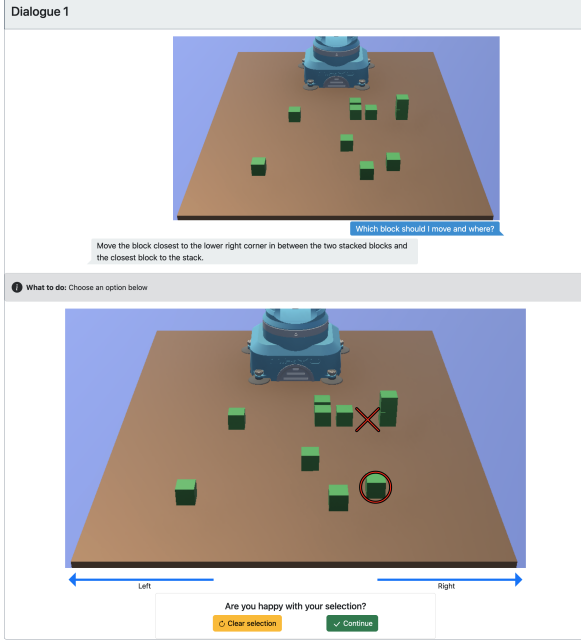 Dialogue 1
Which block should I move and where?
Move the block closest to the lower right corner in between the two stacked blocks and
the closest block to the stack.
What to do: Choose an option below
Left
Right
Are you happy with your selection?
Clear selection
Continue